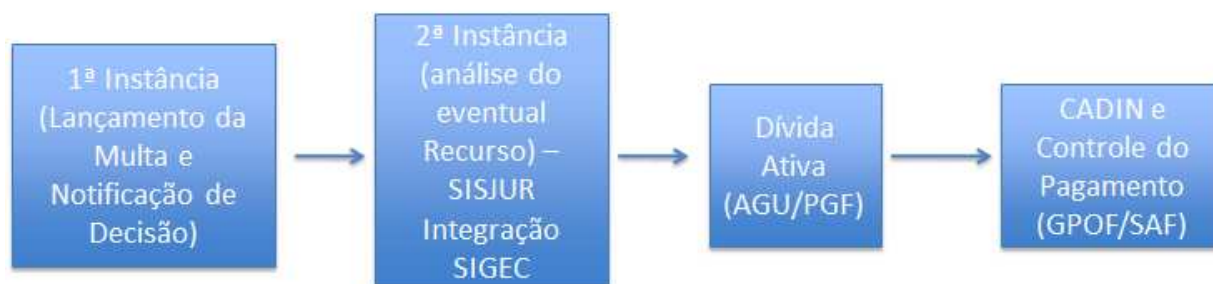 1ª Instância
(Lançamento da
Multa e
Notificação de
Decisão)
2ª Instância
(análise do
eventual
Recurso) –
SISJUR
Integração
SIGEC
Dívida
Ativa
(AGU/PGF)
CADIN e
Controle do
Pagamento
(GPOF/SAF)